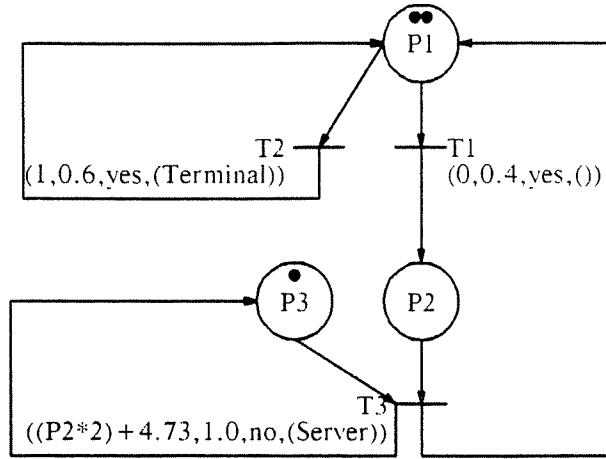 P1
T2
T1
(1,0.6,yes,(Terminal))
(0,0.4,yes,())
P3
P2
T3
((P2*2)+4.73,1.0,no,(Server))